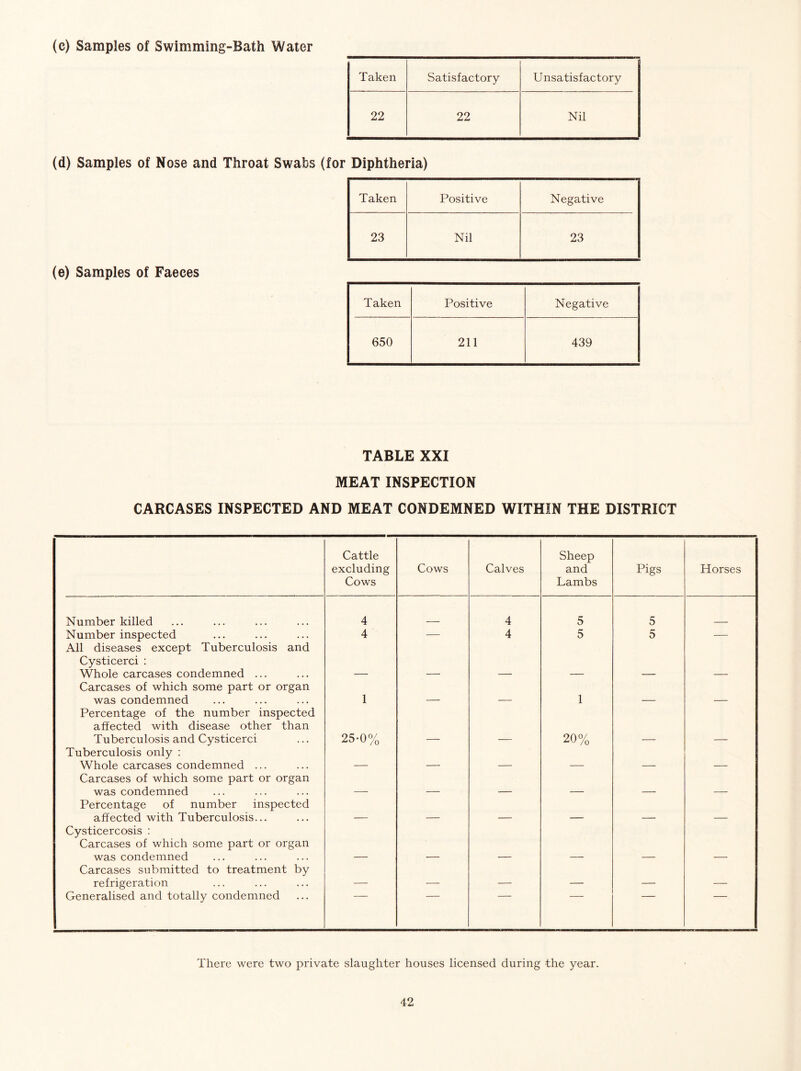 (c) Samples of Swimming-Bath Water
Taken Satisfactory Unsatisfactory
22 22 Nil
(d) Samples of Nose and Throat Swabs (for Diphtheria)
Taken Positive Negative
23 Nil 23
(e) Samples of Faeces
Taken Positive Negative
650 211 439
TABLE XXI
MEAT INSPECTION
CARCASES INSPECTED AND MEAT CONDEMNED WITHIN THE DISTRICT
Cattle excluding Cows Cows Calves Sheep and Lambs Pigs Horses
Number killed ... ... ... ... 4 — 4 5 5 —
Number inspected ... ... ... 4 — 4 5 5 —
All diseases except Tuberculosis and
Cysticerci :
Whole carcases condemned ... ... — — — — — —
Carcases of which some part or organ
was condemned ... ... ... 1 — — 1 — —
Percentage of the number inspected
affected with disease other than
Tuberculosis and Cysticerci ... 25·0% — — 20% — —
Tuberculosis only :
Whole carcases condemned ... ... — — — — — —
Carcases of which some part or organ
was condemned ... ... ... — — — — — —
Percentage of number inspected
affected with Tuberculosis... ... — — — — — —
Cysticercosis :
Carcases of which some part or organ
was condemned ... ... ... — — — — — —
Carcases submitted to treatment by
refrigeration ... ... ... — — — — — —
Generalised and totally condemned ... — — — — — —
There were two private slaughter houses licensed during the year.
42